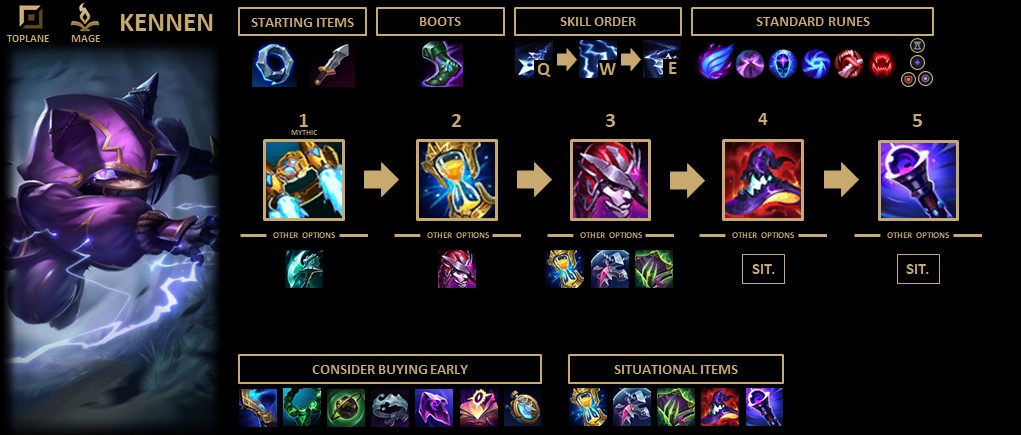 TOPLANE
MAGE
KENNEN
STARTING ITEMS
BOOTS
SKILL ORDER
STANDARD RUNES
Q
W
E
1
MYTHIC
2
3
4
5
OTHER OPTIONS
OTHER OPTIONS
OTHER OPTIONS
OTHER OPTIONS
OTHER OPTIONS
SIT.
SIT.
CONSIDER BUYING EARLY
SITUATIONAL ITEMS